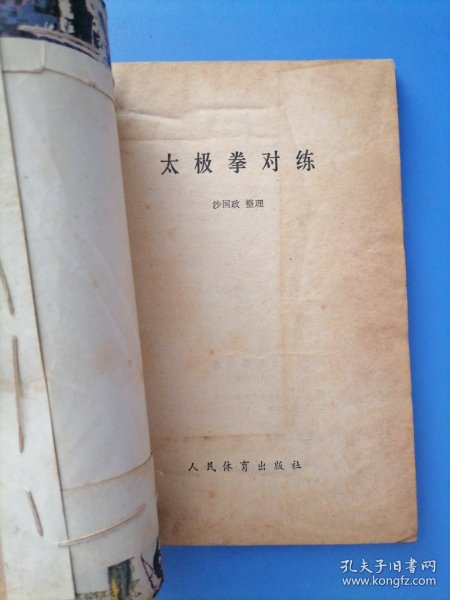 太极拳对练
沙国政 整理
人民体育出版社
孔夫子旧书网
www.kongfz.com